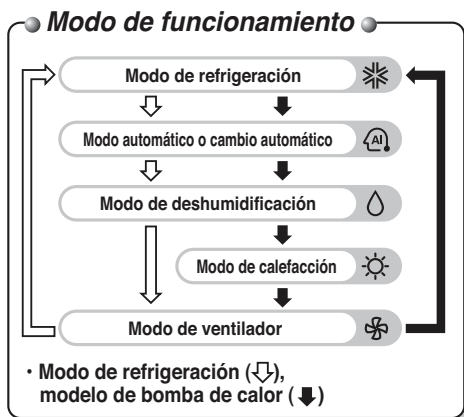 Modo de funcionamiento
Modo de refrigeración
Modo automático o cambio automático
AI
Modo de deshumidificación
Modo de calefacción
Modo de ventilador
· Modo de refrigeración (⇩),
modelo de bomba de calor (⬇)